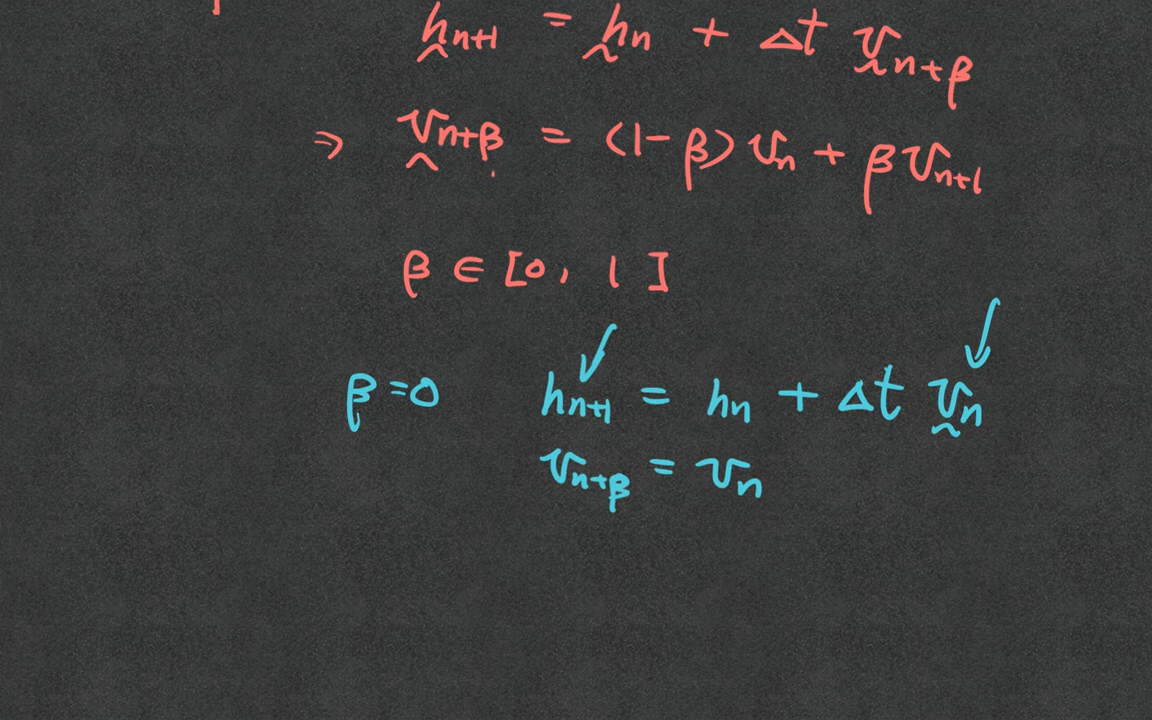 h_{n+1} = h_n + Δt v_{n+β}
⇒ v_{n+β} = (1-β) v_n + β v_{n+1}
β ∈ [0, 1]
β=0 h_{n+1} = h_n + Δt v_n
v_{n+β} = v_n